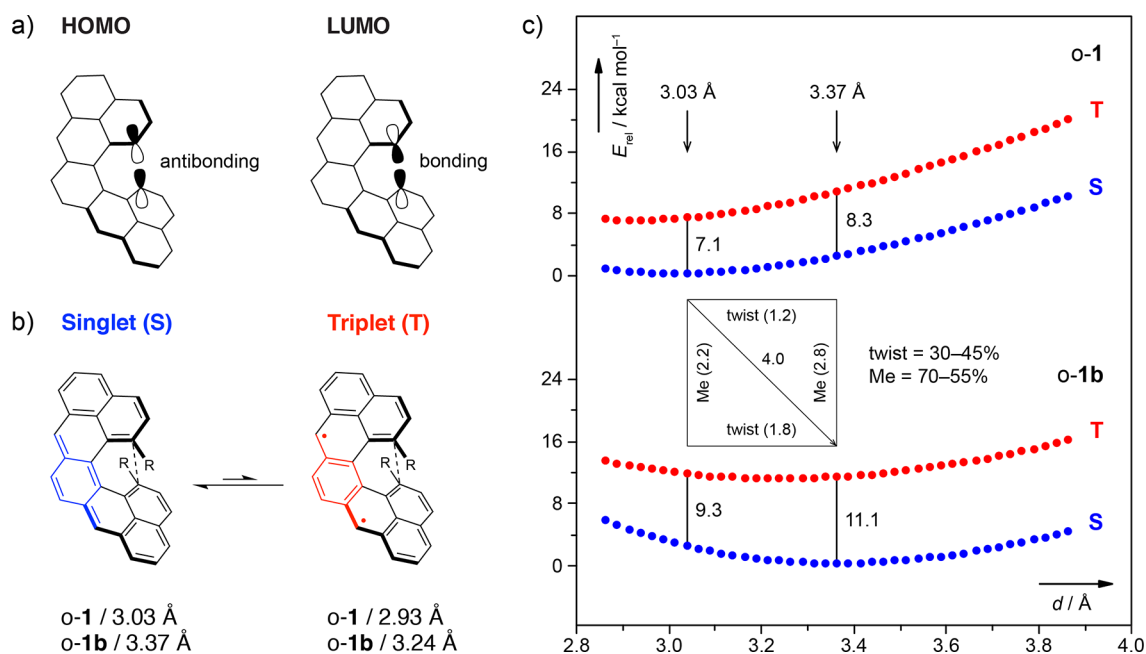 a)
HOMO
LUMO
antibonding
bonding
b)
Singlet (S)
Triplet (T)
R
R
R
R
o-1 / 3.03 Å
o-1b / 3.37 Å
o-1 / 2.93 Å
o-1b / 3.24 Å
c)
E rel / kcal mol⁻¹
o-1
3.03 Å
3.37 Å
24
T
16
S
8
8.3
7.1
0
twist (1.2)
Me (2.2)
4.0
Me (2.8)
twist (1.8)
twist = 30–45%
Me = 70–55%
o-1b
24
T
16
8
9.3
11.1
S
0
d / Å
2.8
3.0
3.2
3.4
3.6
3.8
4.0